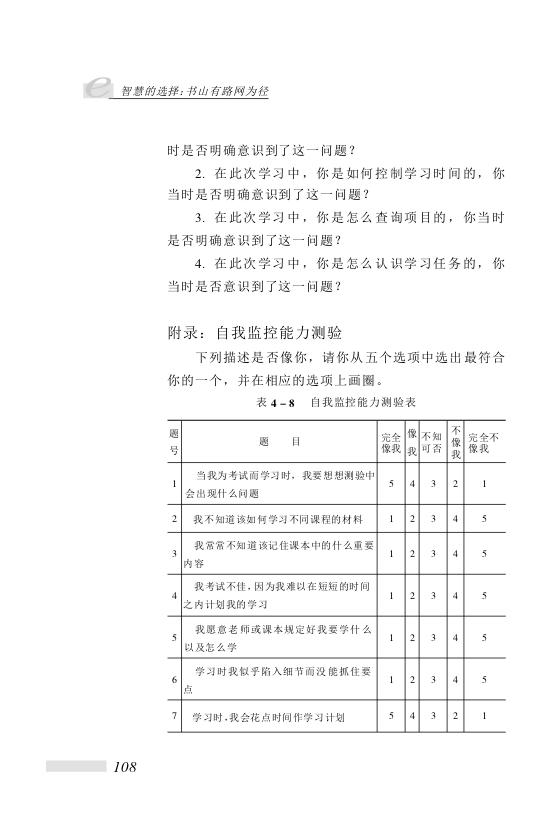 e 智慧的选择：书山有路网为径
时是否明确意识到了这一问题？
2. 在此次学习中，你是如何控制学习时间的，你
当时是否明确意识到了这一问题？
3. 在此次学习中，你是怎么查询项目的，你当时
是否明确意识到了这一问题？
4. 在此次学习中，你是怎么认识学习任务的，你
当时是否意识到了这一问题？
附录：自我监控能力测验
下列描述是否像你，请你从五个选项中选出最符合
你的一个，并在相应的选项上画圈。
表 4－8 自我监控能力测验表
题号 题 目 完全像我 像我 不知可否 不像我 完全不像我
1 当我为考试而学习时，我要想想测验中
会出现什么问题 5 4 3 2 1
2 我不知道该如何学习不同课程的材料 1 2 3 4 5
3 我常常不知道该记住课本中的什么重要
内容 1 2 3 4 5
4 我考试不佳，因为我难以在短短的时间
之内计划我的学习 1 2 3 4 5
5 我愿意老师或课本规定好我要学什么
以及怎么学 1 2 3 4 5
6 学习时我似乎陷入细节而没能抓住要
点 1 2 3 4 5
7 学习时，我会花点时间作学习计划 5 4 3 2 1
108